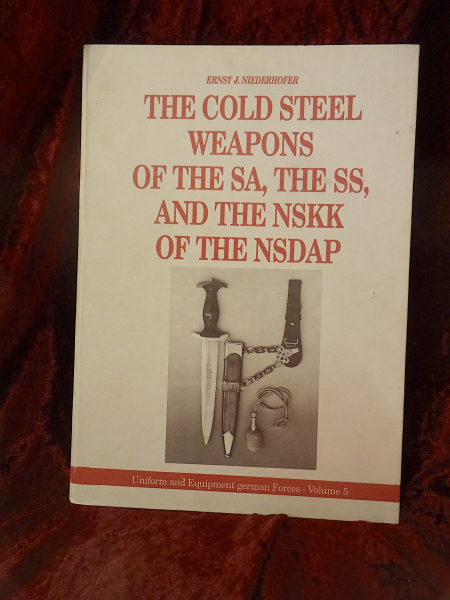 ERNST J. NIEDERHOFER
THE COLD STEEL
WEAPONS
OF THE SA, THE SS,
AND THE NSKK
OF THE NSDAP
Uniform and Equipment german Forces - Volume 5